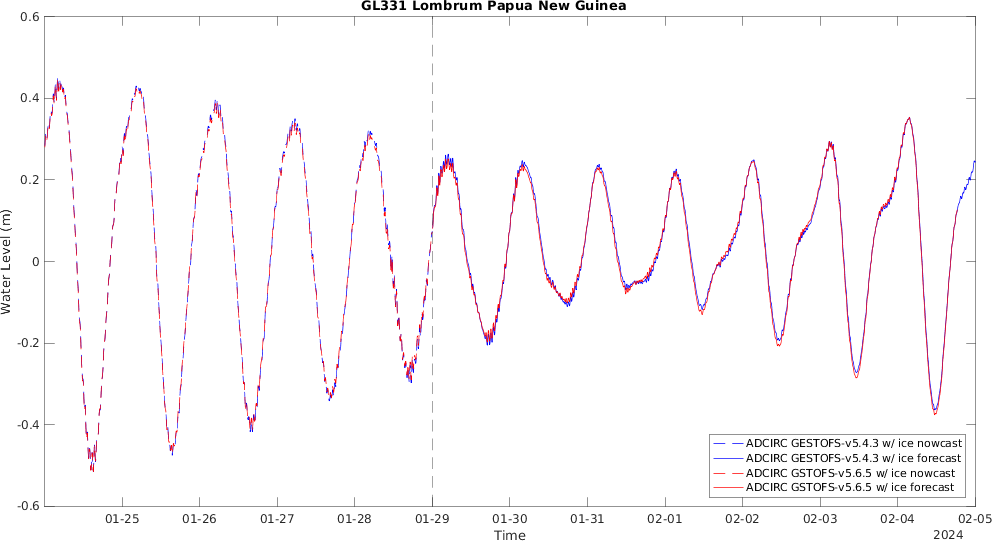 GL331 Lombrum Papua New Guinea
0.6
0.4
0.2
0
-0.2
-0.4
-0.6
Water Level (m)
ADCIRC GESTOFS-v5.4.3 w/ ice nowcast
ADCIRC GESTOFS-v5.4.3 w/ ice forecast
ADCIRC GSTOFS-v5.6.5 w/ ice nowcast
ADCIRC GSTOFS-v5.6.5 w/ ice forecast
01-25 01-26 01-27 01-28 01-29 01-30 01-31 02-01 02-02 02-03 02-04 02-05
Time
2024